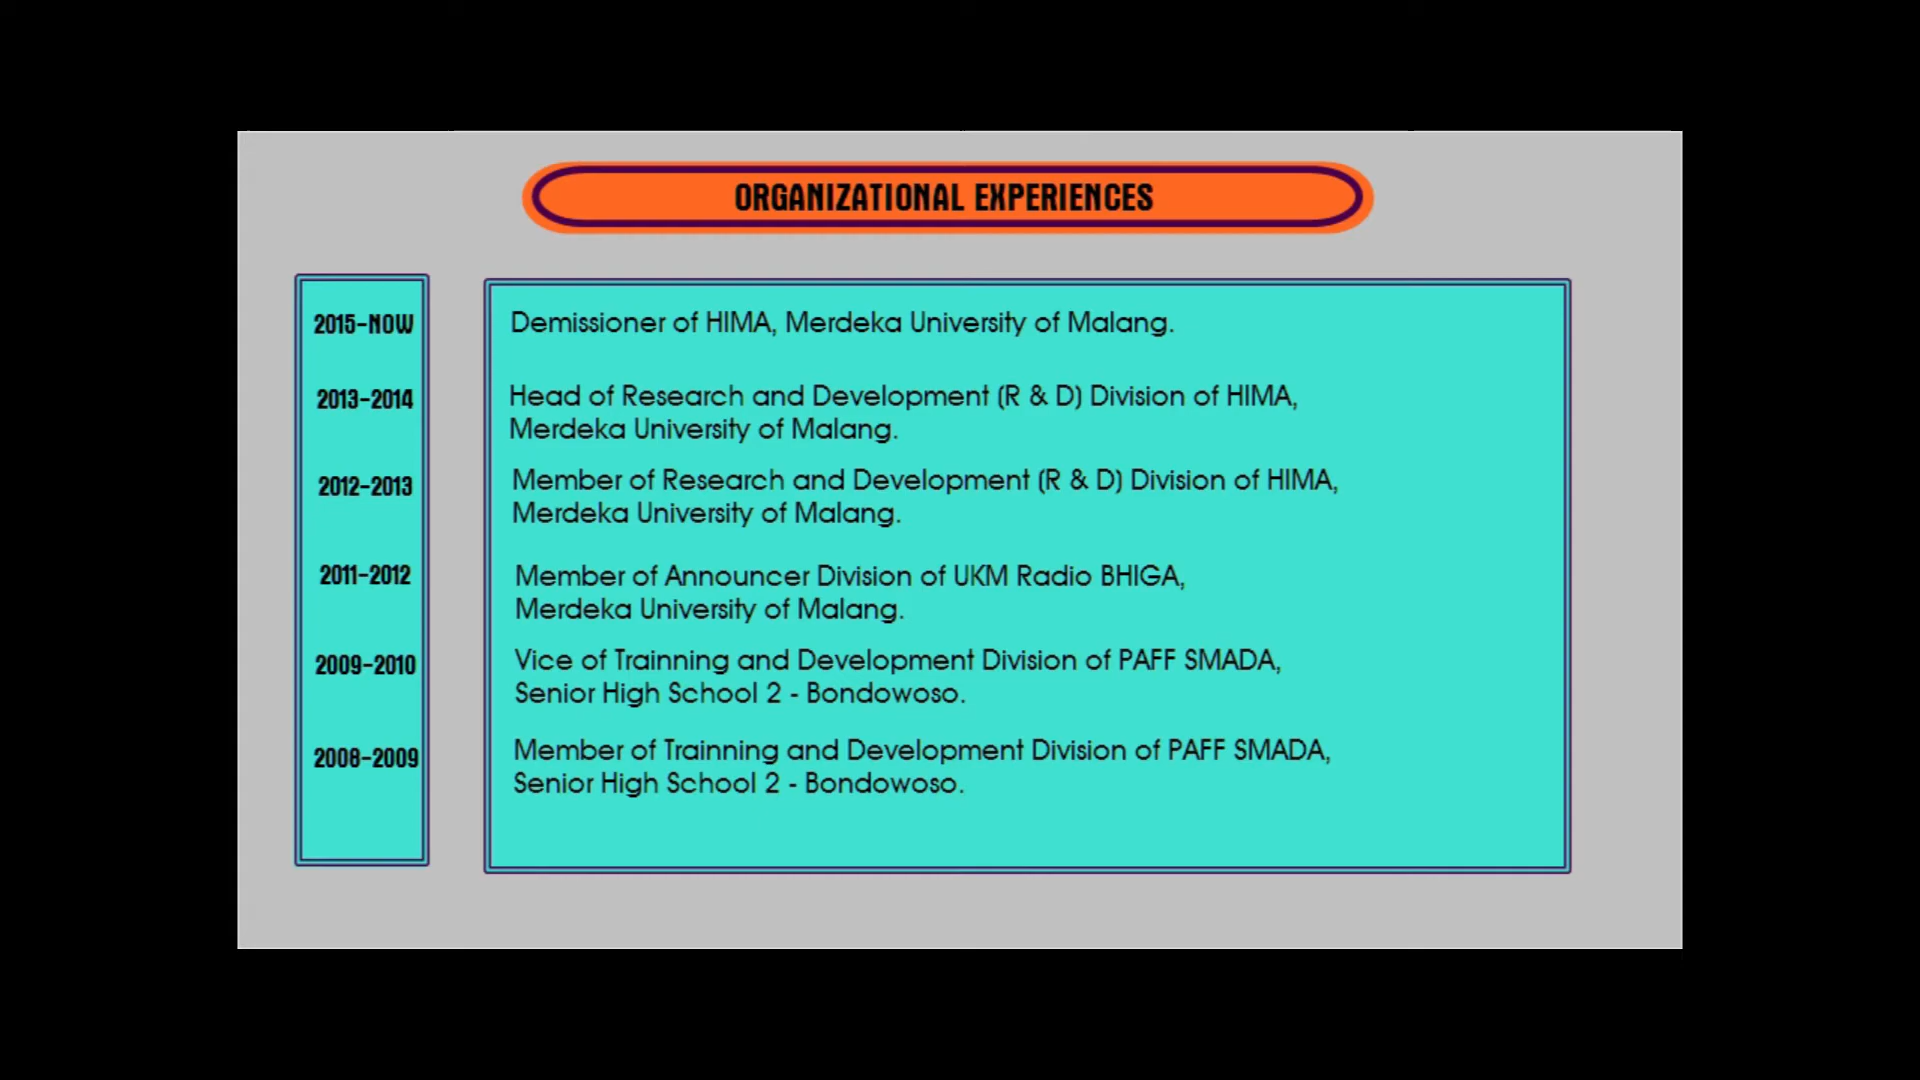 ORGANIZATIONAL EXPERIENCES
2015-NOW
Demissioner of HIMA, Merdeka University of Malang.
2013-2014
Head of Research and Development (R & D) Division of HIMA,
Merdeka University of Malang.
2012-2013
Member of Research and Development (R & D) Division of HIMA,
Merdeka University of Malang.
2011-2012
Member of Announcer Division of UKM Radio BHIGA,
Merdeka University of Malang.
2009-2010
Vice of Trainning and Development Division of PAFF SMADA,
Senior High School 2 - Bondowoso.
2008-2009
Member of Trainning and Development Division of PAFF SMADA,
Senior High School 2 - Bondowoso.